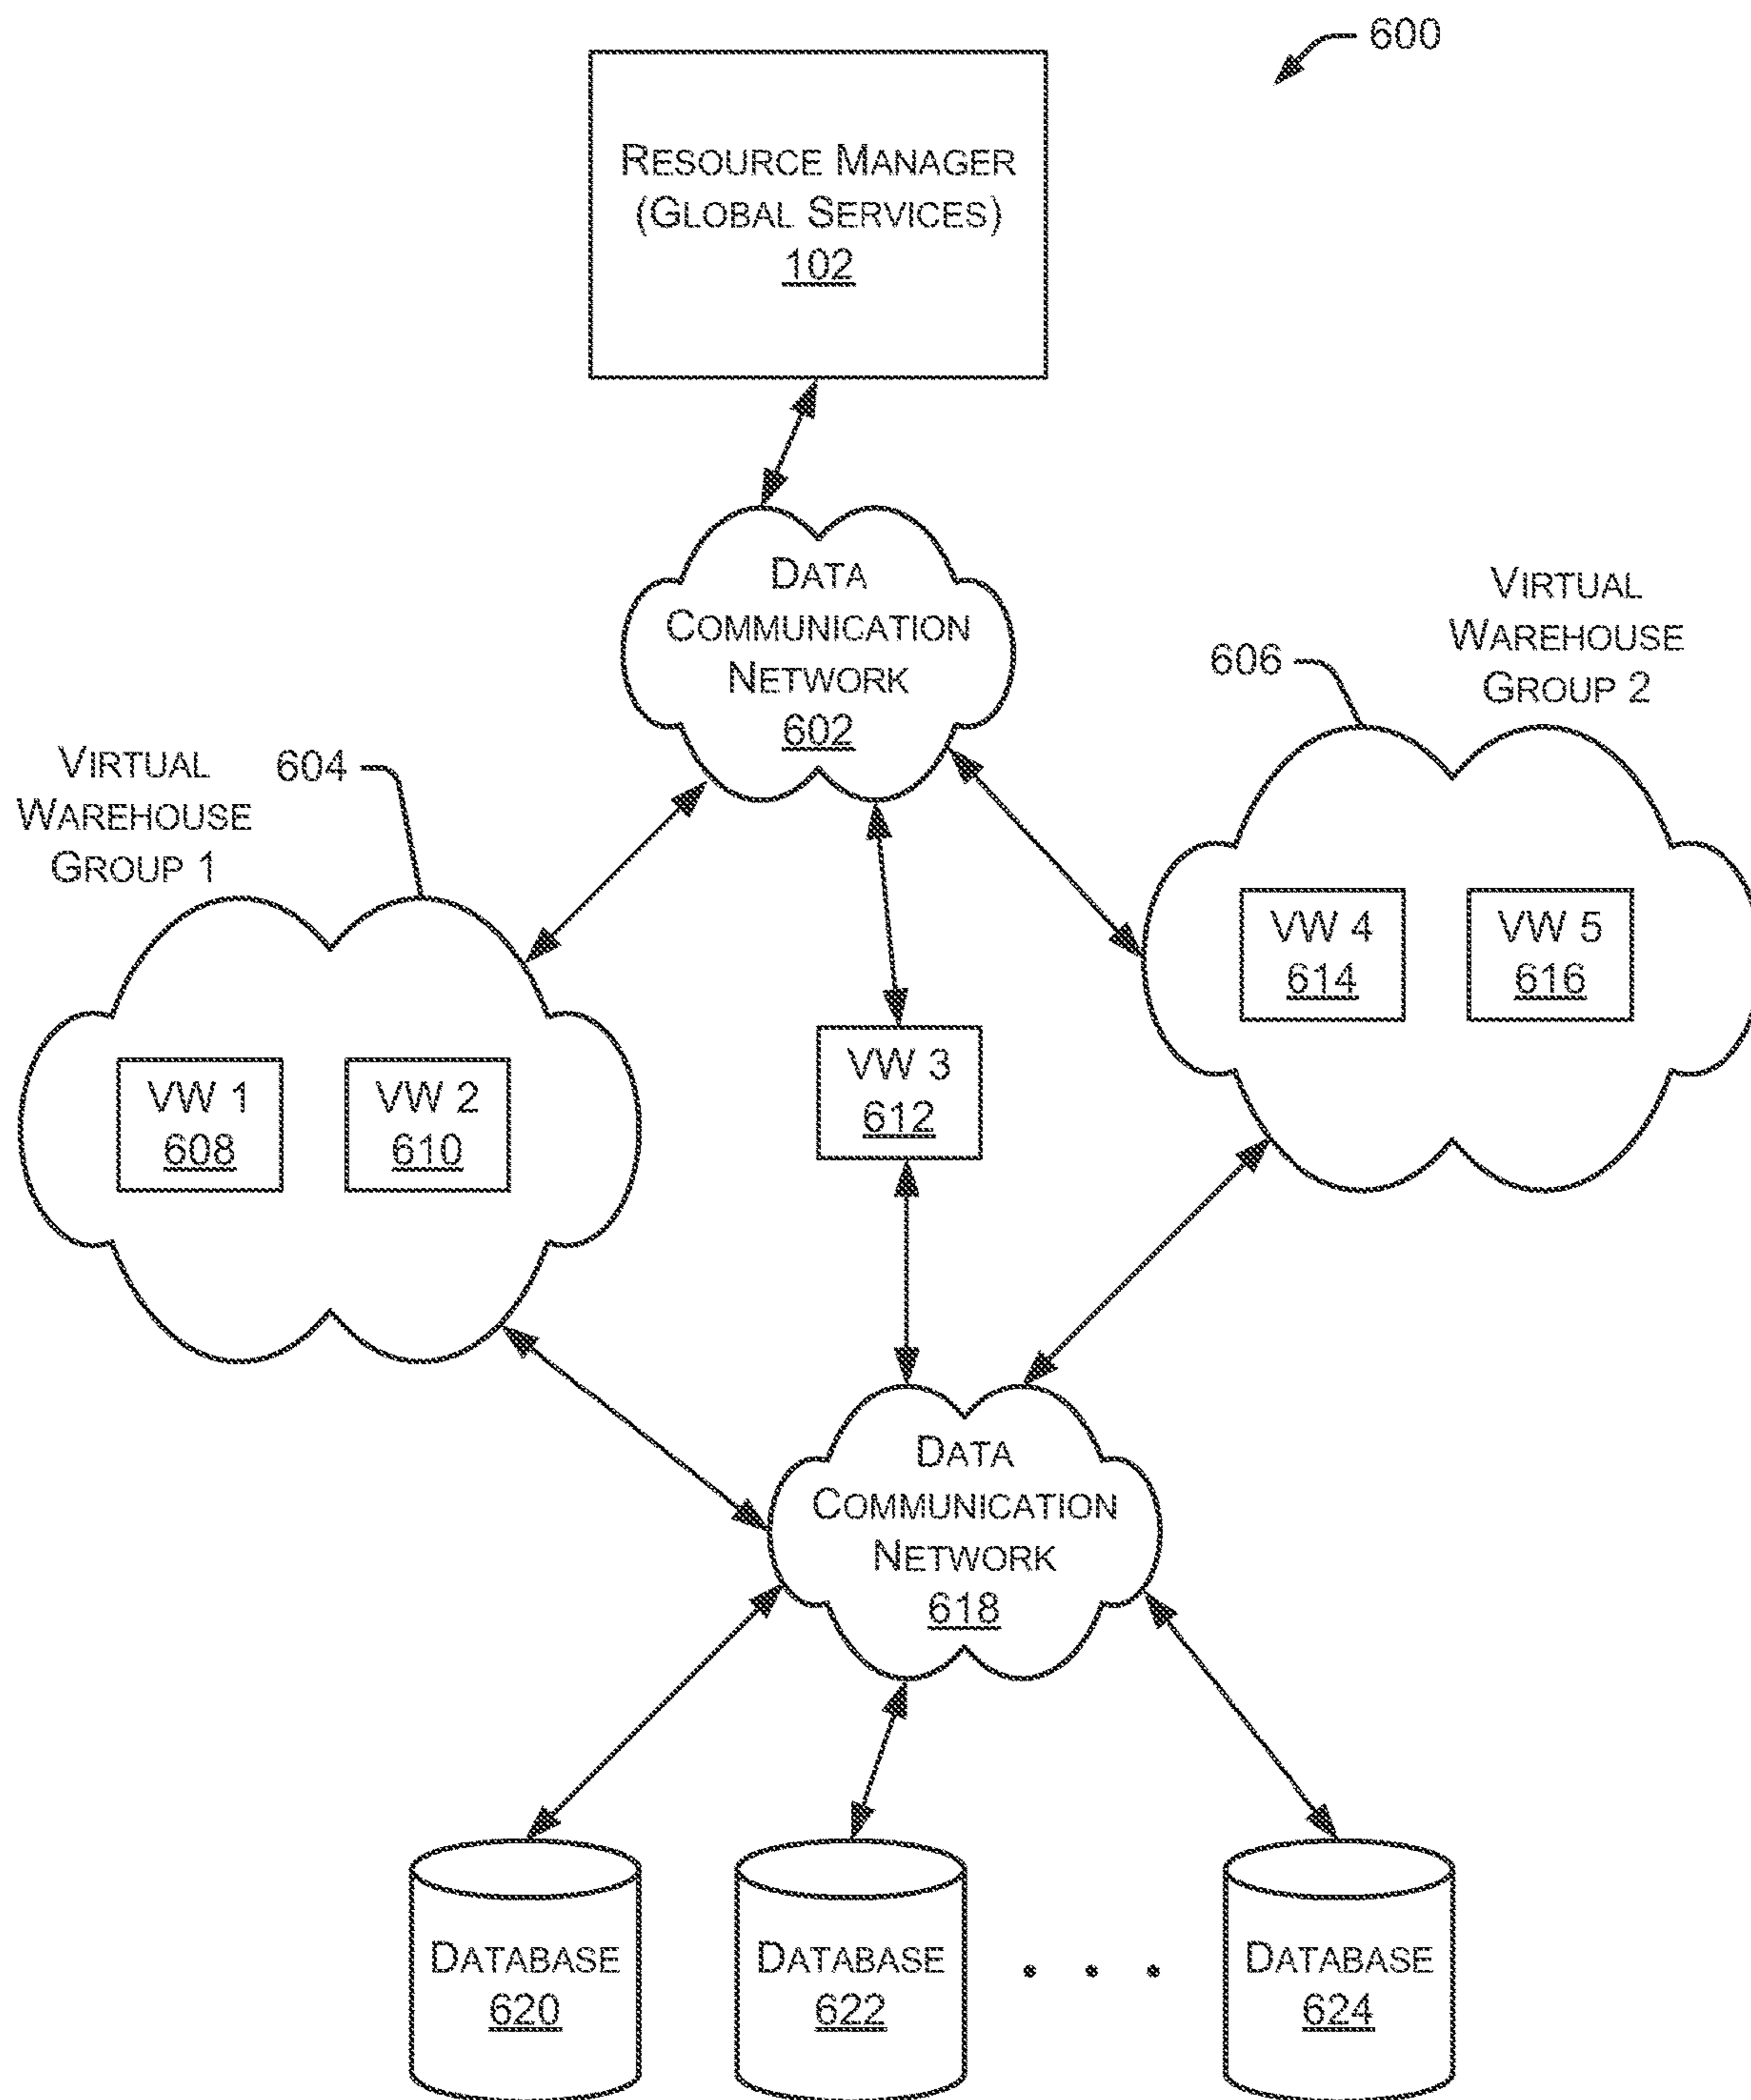 600
RESOURCE MANAGER
(GLOBAL SERVICES)
102
DATA
COMMUNICATION
NETWORK
602
VIRTUAL
WAREHOUSE
GROUP 2
606
VIRTUAL
WAREHOUSE
GROUP 1
604
VW 4
614
VW 5
616
VW 3
612
VW 1
608
VW 2
610
DATA
COMMUNICATION
NETWORK
618
DATABASE
620
DATABASE
622
. . .
DATABASE
624